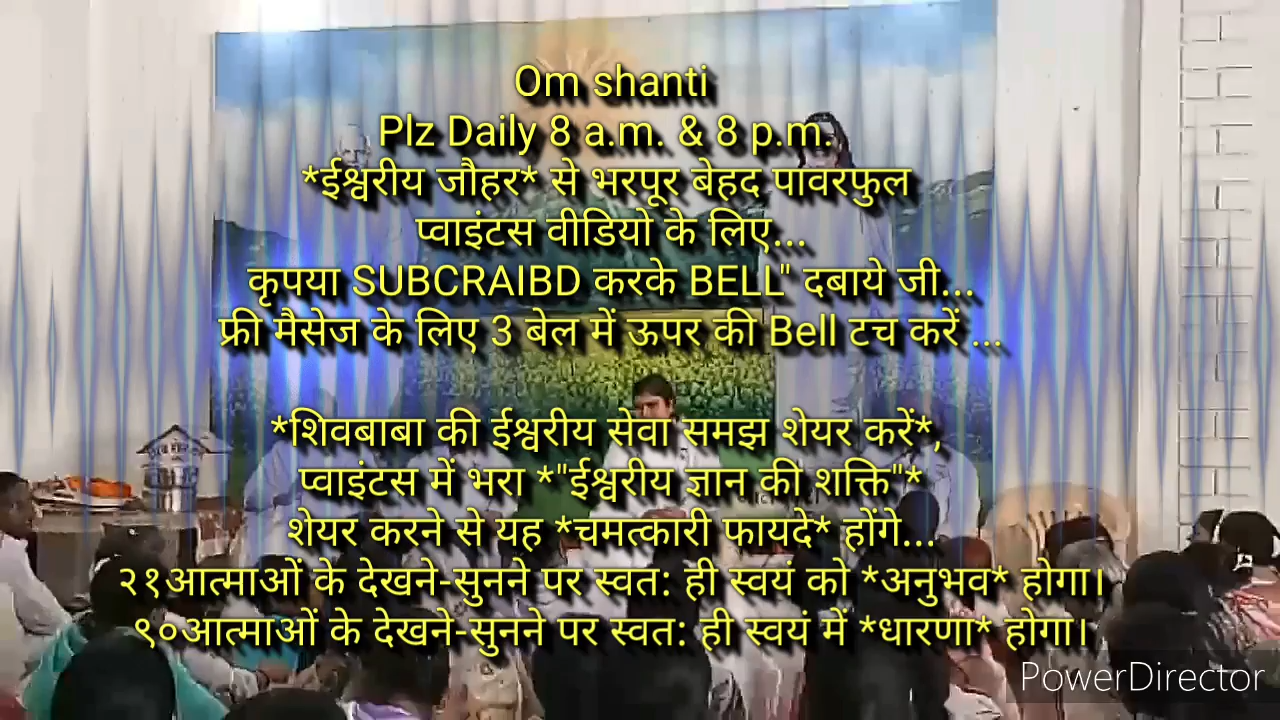 Om shanti
Plz Daily 8 a.m. & 8 p.m.
*ईश्वरीय जौहर* से भरपूर बेहद पावरफुल
प्वाइंटस वीडियो के लिए...
कृपया SUBCRAIBD करके BELL" दबाये जी...
फ्री मैसेज के लिए 3 बेल में ऊपर की Bell टच करें ...
*शिवबाबा की ईश्वरीय सेवा समझ शेयर करें*,
प्वाइंटस में भरा *"ईश्वरीय ज्ञान की शक्ति"*
शेयर करने से यह *चमत्कारी फायदे* होंगे...
२१आत्माओं के देखने-सुनने पर स्वत: ही स्वयं को *अनुभव* होगा।
९०आत्माओं के देखने-सुनने पर स्वत: ही स्वयं में *धारणा* होगा।
PowerDirector